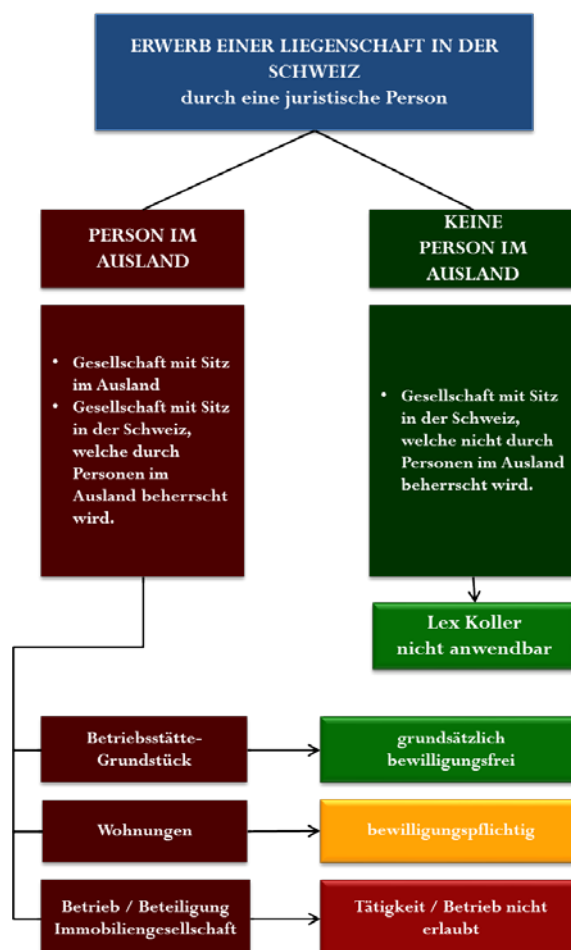 ERWERB EINER LIEGENSCHAFT IN DER
SCHWEIZ
durch eine juristische Person
PERSON IM
AUSLAND
KEINE
PERSON IM
AUSLAND
• Gesellschaft mit Sitz
im Ausland
• Gesellschaft mit Sitz
in der Schweiz,
welche durch
Personen im
Ausland beherrscht
wird.
• Gesellschaft mit Sitz
in der Schweiz,
welche nicht durch
Personen im Ausland
beherrscht wird.
Lex Koller
nicht anwendbar
Betriebsstätte-
Grundstück
grundsätzlich
bewilligungsfrei
Wohnungen
bewilligungspflichtig
Betrieb / Beteiligung
Immobiliengesellschaft
Tätigkeit / Betrieb nicht
erlaubt